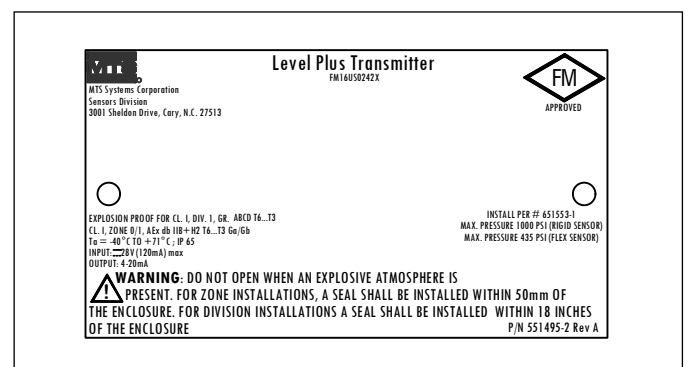 MTS
Level Plus Transmitter
FM16US0242X
MTS Systems Corporation
Sensors Division
3001 Sheldon Drive, Cary, N.C. 27513
FM
APPROVED
EXPLOSION PROOF FOR CL. I, DIV. 1, GR. ABCD T6...T3
CL. I, ZONE 0/1, AEx db IIB+H2 T6...T3 Ga/Gb
Ta = -40°C TO +71°C ; IP 65
INPUT: 28V (120mA) max
OUTPUT: 4-20mA
INSTALL PER # 651553-1
MAX. PRESSURE 1000 PSI (RIGID SENSOR)
MAX. PRESSURE 435 PSI (FLEX SENSOR)
WARNING: DO NOT OPEN WHEN AN EXPLOSIVE ATMOSPHERE IS
PRESENT. FOR ZONE INSTALLATIONS, A SEAL SHALL BE INSTALLED WITHIN 50mm OF
THE ENCLOSURE. FOR DIVISION INSTALLATIONS A SEAL SHALL BE INSTALLED WITHIN 18 INCHES
OF THE ENCLOSURE
P/N 551495-2 Rev A